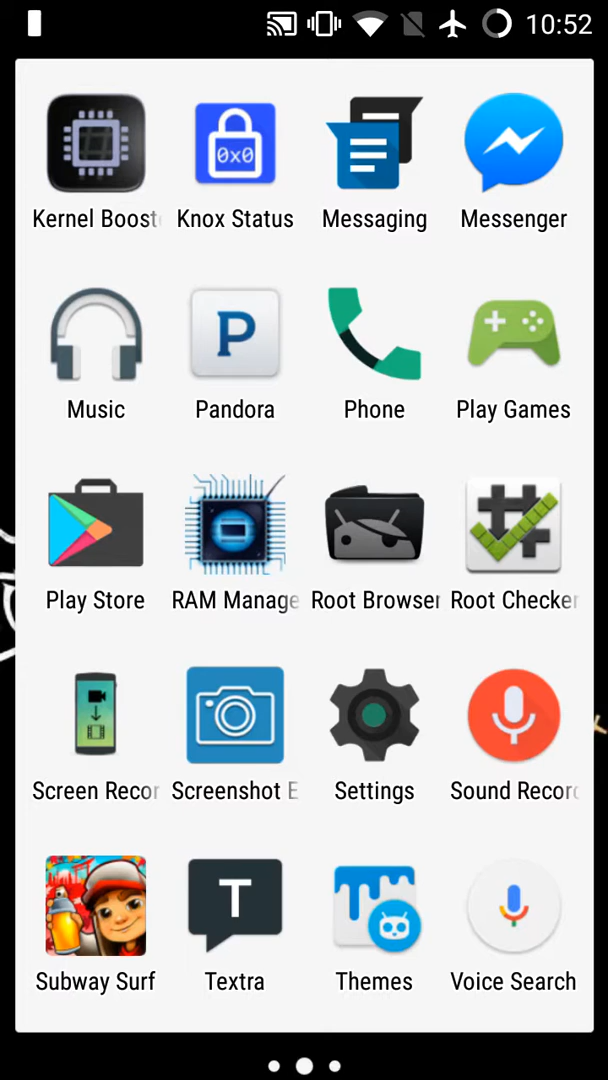 10:52
0x0
Kernel Boost
Knox Status
Messaging
Messenger
P
Music
Pandora
Phone
Play Games
Play Store
RAM Manage
Root Browser
Root Checker
Screen Recor
Screenshot E
Settings
Sound Recor
T
Subway Surf
Textra
Themes
Voice Search